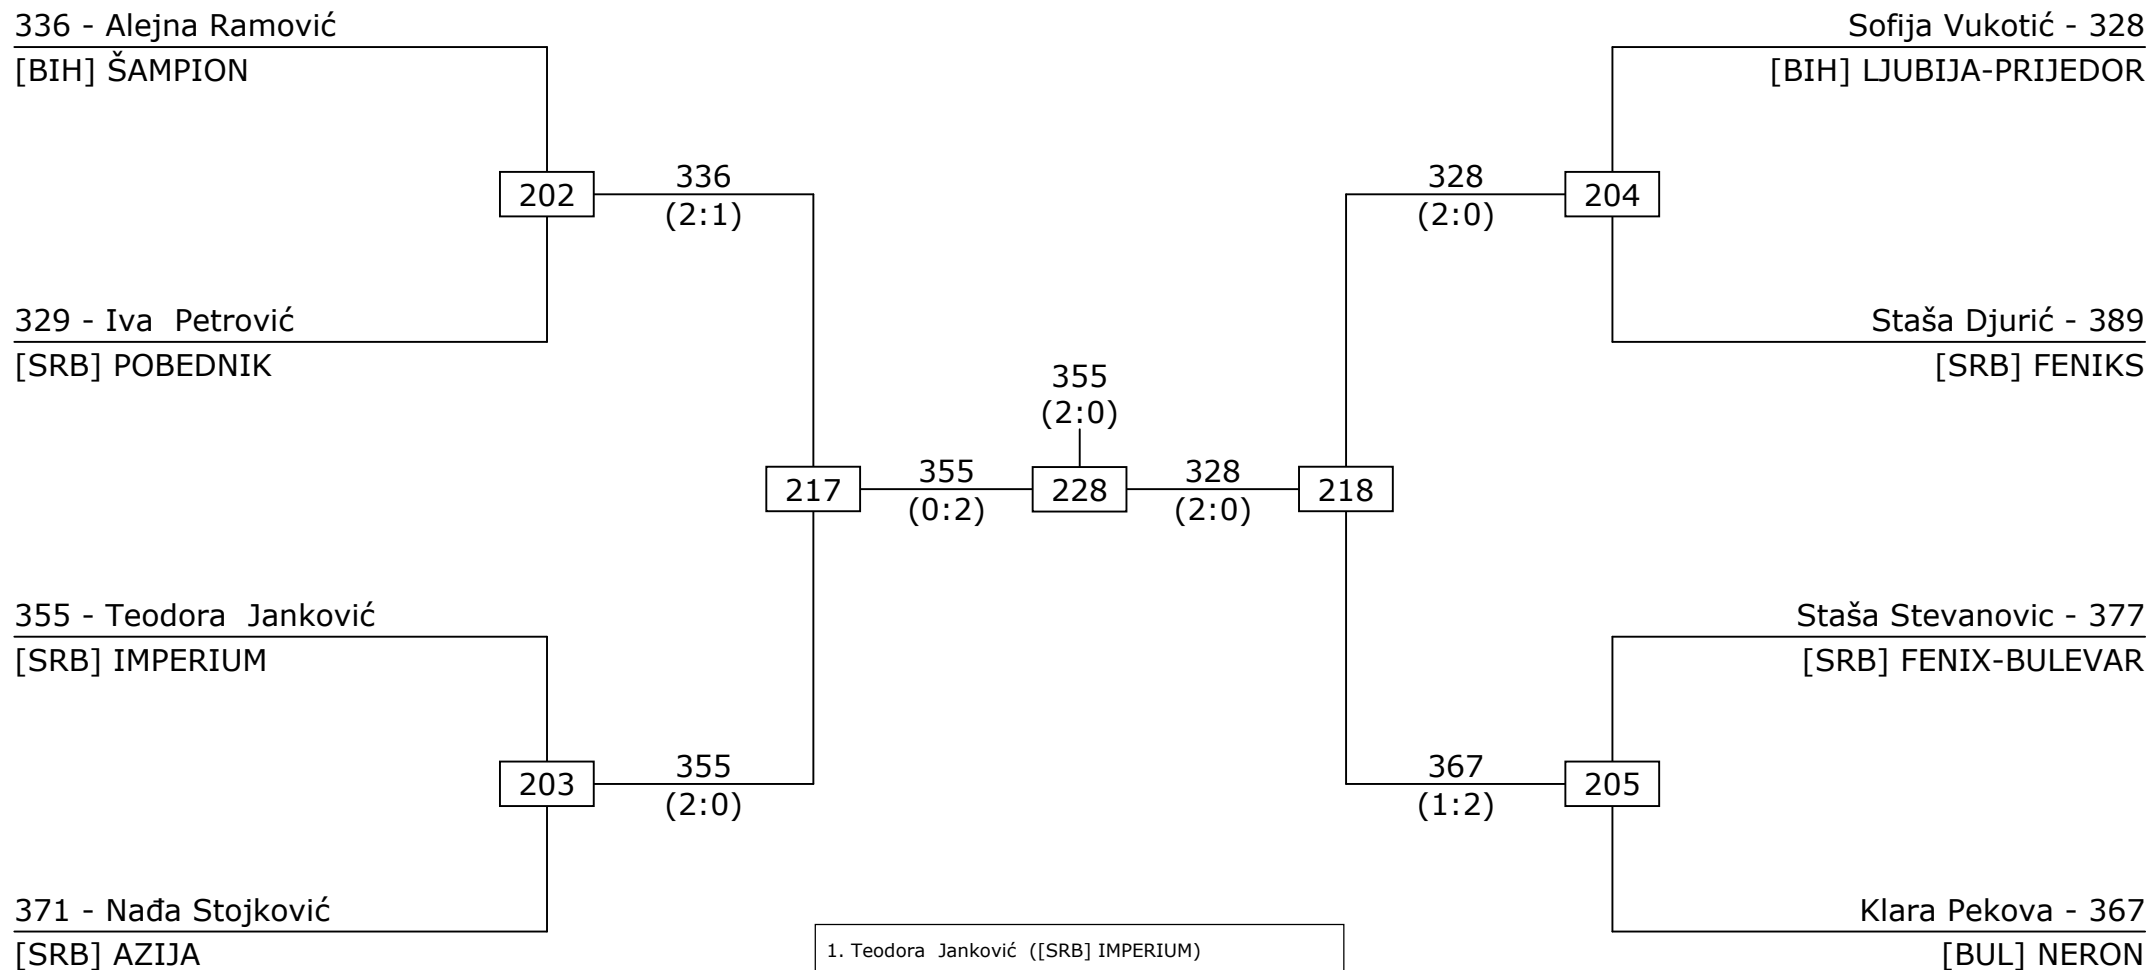 336 - Alejna Ramović
[BIH] ŠAMPION
202
336
(2:1)
329 - Iva  Petrović
[SRB] POBEDNIK
217
355
(0:2)
355 - Teodora  Janković
[SRB] IMPERIUM
203
355
(2:0)
371 - Nađa Stojković
[SRB] AZIJA
355
(2:0)
228
Sofija Vukotić - 328
[BIH] LJUBIJA-PRIJEDOR
328
(2:0)
204
Staša Djurić - 389
[SRB] FENIKS
328
(2:0)
218
Staša Stevanovic - 377
[SRB] FENIX-BULEVAR
367
(1:2)
205
Klara Pekova - 367
[BUL] NERON
1. Teodora  Janković  ([SRB] IMPERIUM)